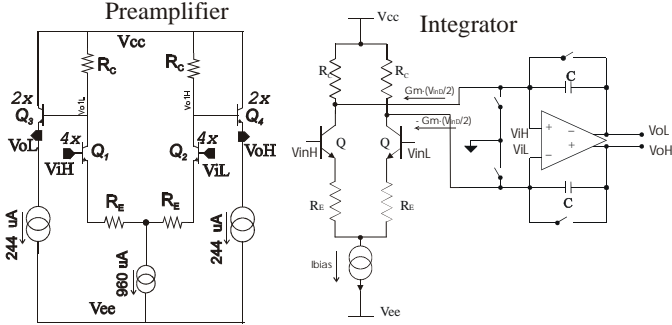 Preamplifier
Vcc
RC
RC
2x
Q3
Vo1L
Vo1H
2x
Q4
VoL
4x
Q1
ViH
4x
Q2
ViL
VoH
RE
RE
244 uA
960 uA
244 uA
Vee
Integrator
Vcc
RC
RC
Gm·(VinD/2)
- Gm·(VinD/2)
VinH
Q
Q
VinL
RE
RE
Ibias
Vee
C
ViH
ViL
+
−
−
+
VoL
VoH
C